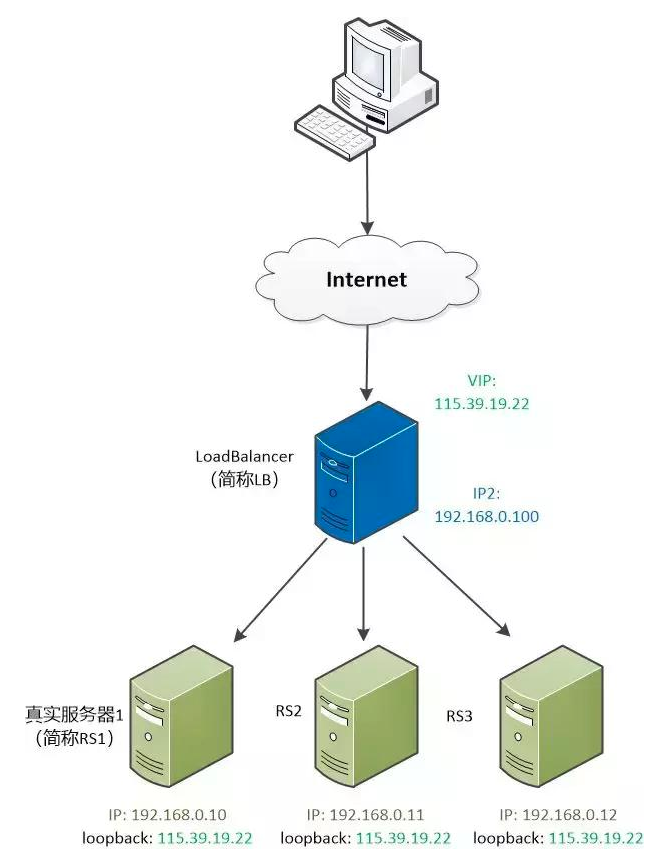 Internet
VIP:
115.39.19.22
LoadBalancer
（简称LB）
IP2:
192.168.0.100
真实服务器1
（简称RS1）
RS2
RS3
IP: 192.168.0.10
loopback: 115.39.19.22
IP: 192.168.0.11
loopback: 115.39.19.22
IP: 192.168.0.12
loopback: 115.39.19.22